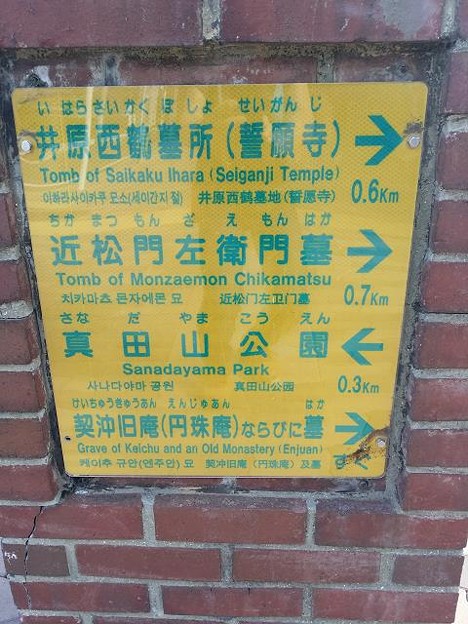 い はら さい かく ぼ しょ せい がん じ
井原西鶴墓所(誓願寺)
Tomb of Saikaku Ihara (Seiganji Temple)
이하라사이카쿠 묘소(세이간지 절) 井原西鹤墓地(誓愿寺) 0.6Km
ちか まつ もん ざ え もん はか
近松門左衛門墓
Tomb of Monzaemon Chikamatsu
치카마츠 몬자에몬 묘 近松门左卫门墓 0.7Km
さな だ やま こう えん
真田山公園
Sanadayama Park
사나다야마 공원 真田山公园 0.3Km
けいちゅうきゅうあん えんじゅあん はか
契沖旧庵(円珠庵)ならびに墓
Grave of Keichu and an Old Monastery (Enjuan)
케이추 규안(엔주안) 묘 契沖旧庵(円珠庵)及墓 すぐ